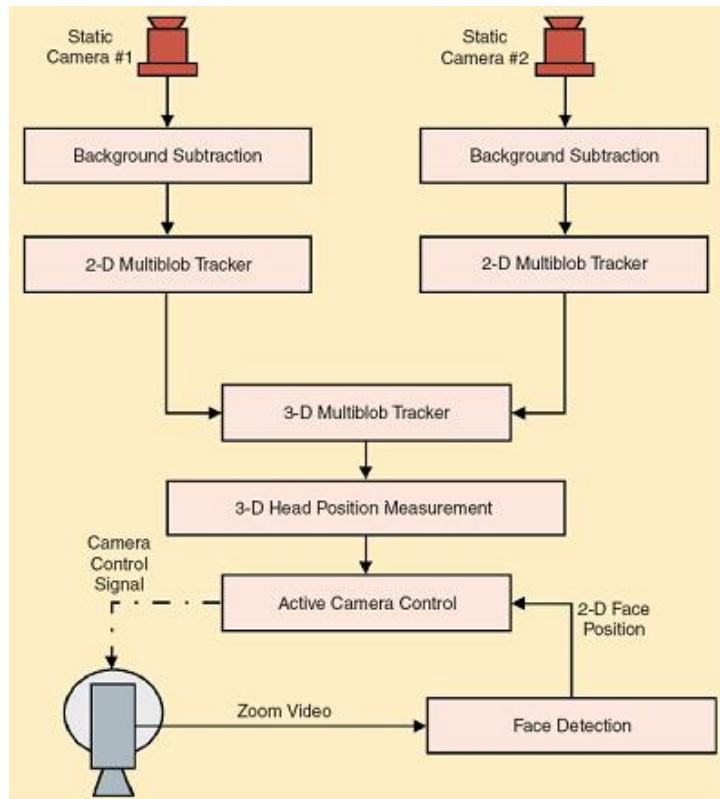 Static
Camera #1
Static
Camera #2
Background Subtraction
Background Subtraction
2-D Multiblob Tracker
2-D Multiblob Tracker
3-D Multiblob Tracker
3-D Head Position Measurement
Camera
Control
Signal
Active Camera Control
2-D Face
Position
Zoom Video
Face Detection